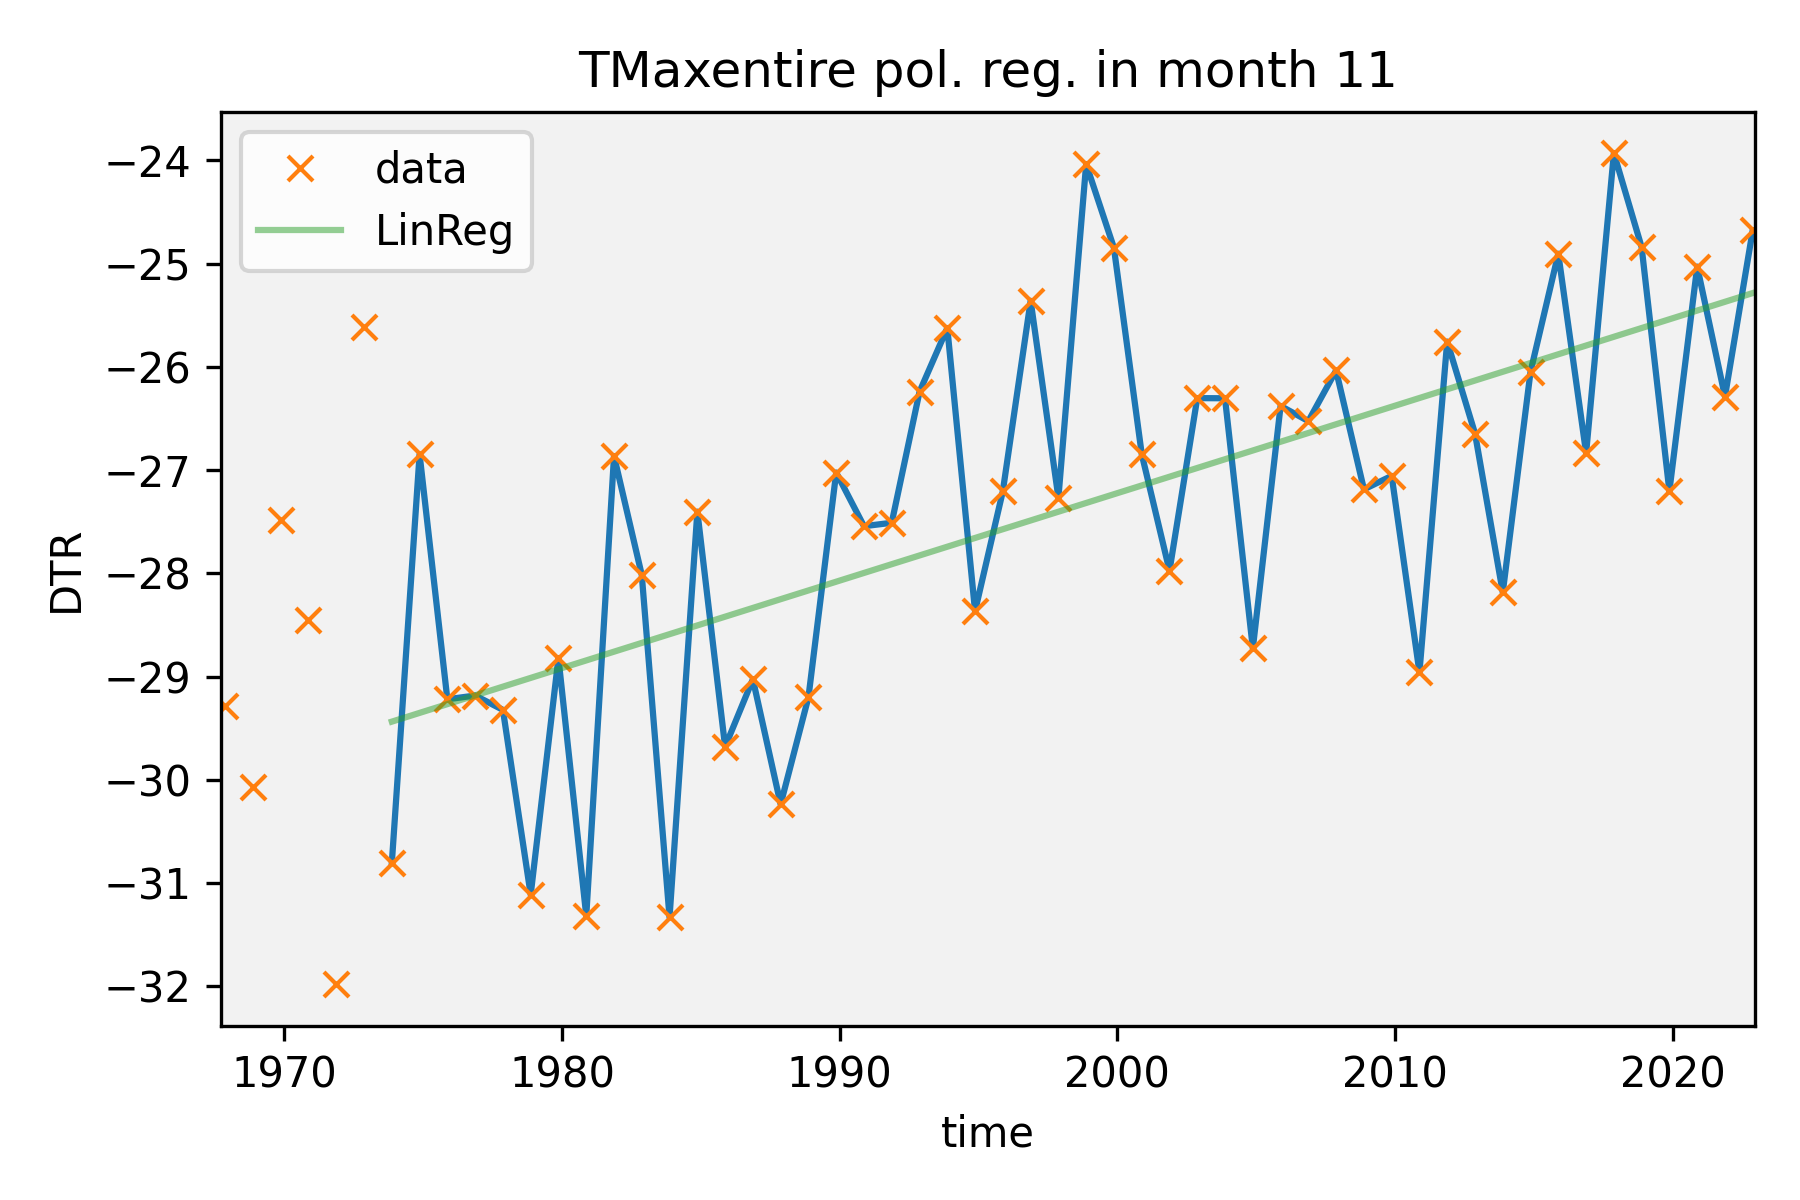 TMaxentire pol. reg. in month 11
data
LinReg
−24
−25
−26
−27
−28
−29
−30
−31
−32
DTR
1970 1980 1990 2000 2010 2020
time